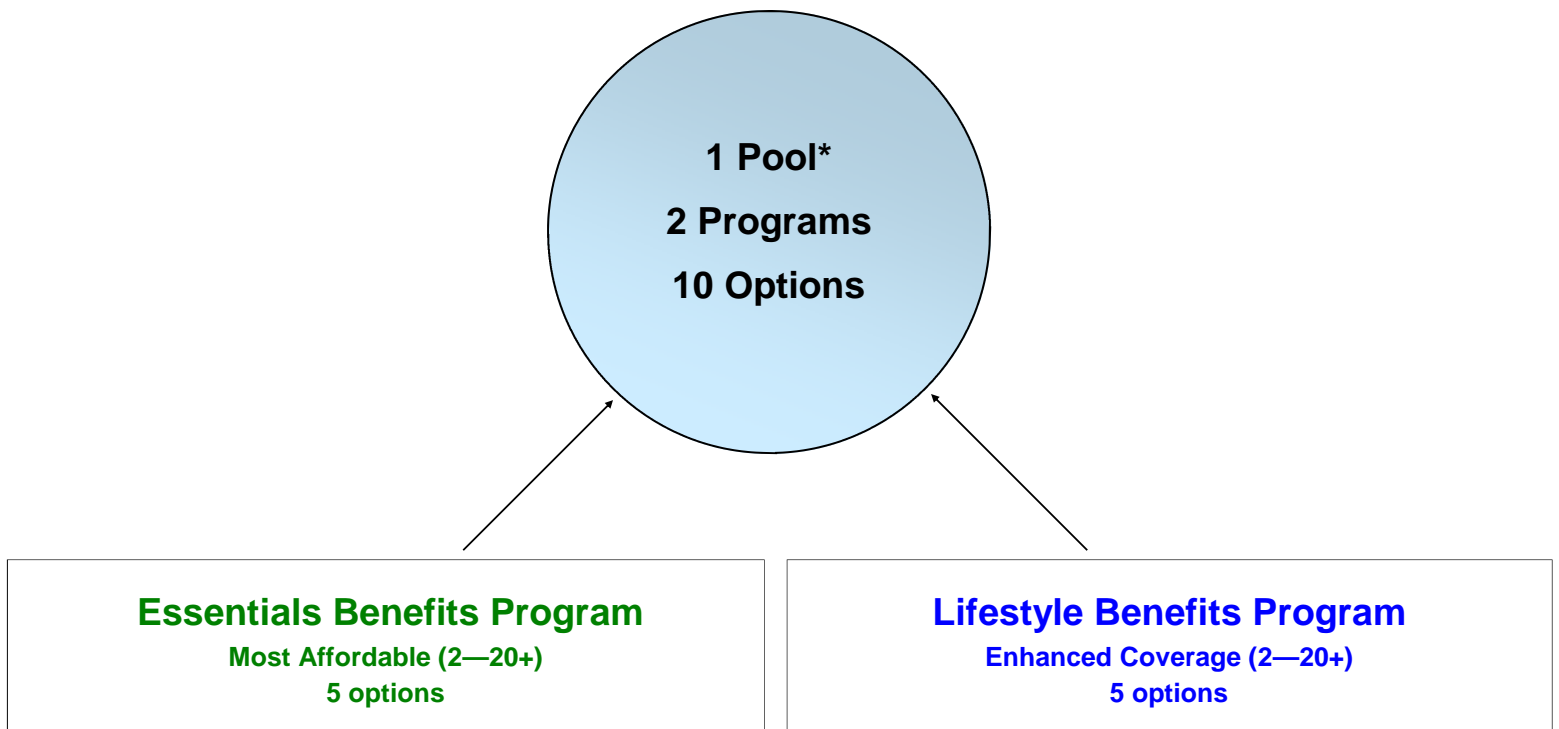 1 Pool*
2 Programs
10 Options
Essentials Benefits Program
Most Affordable (2—20+)
5 options
Lifestyle Benefits Program
Enhanced Coverage (2—20+)
5 options